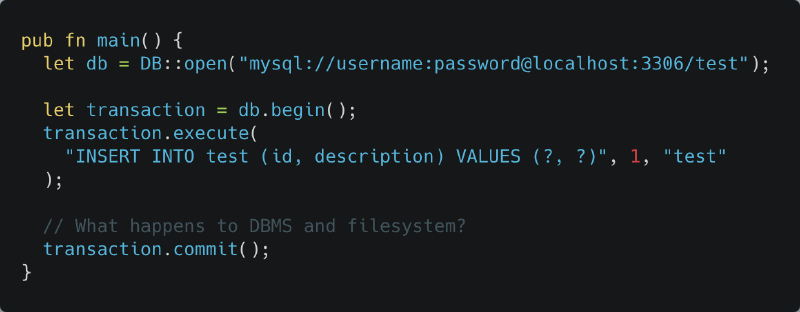 pub fn main() {
  let db = DB::open("mysql://username:password@localhost:3306/test");
  let transaction = db.begin();
  transaction.execute(
    "INSERT INTO test (id, description) VALUES (?, ?)", 1, "test"
  );
  // What happens to DBMS and filesystem?
  transaction.commit();
}